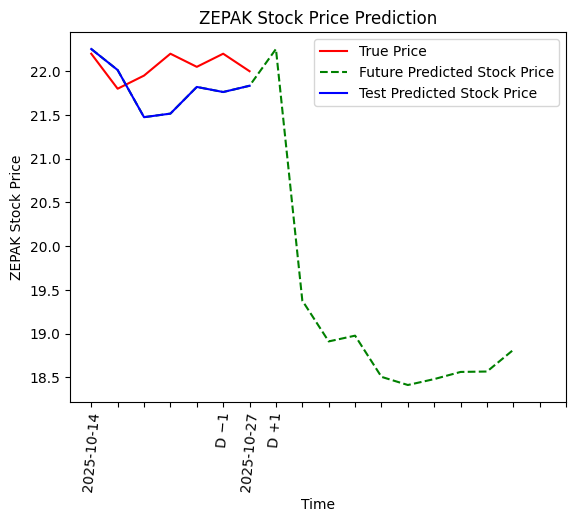 ZEPAK Stock Price Prediction
True Price
Future Predicted Stock Price
Test Predicted Stock Price
ZEPAK Stock Price
22.0
21.5
21.0
20.5
20.0
19.5
19.0
18.5
2025-10-14
D −1
2025-10-27
D +1
Time